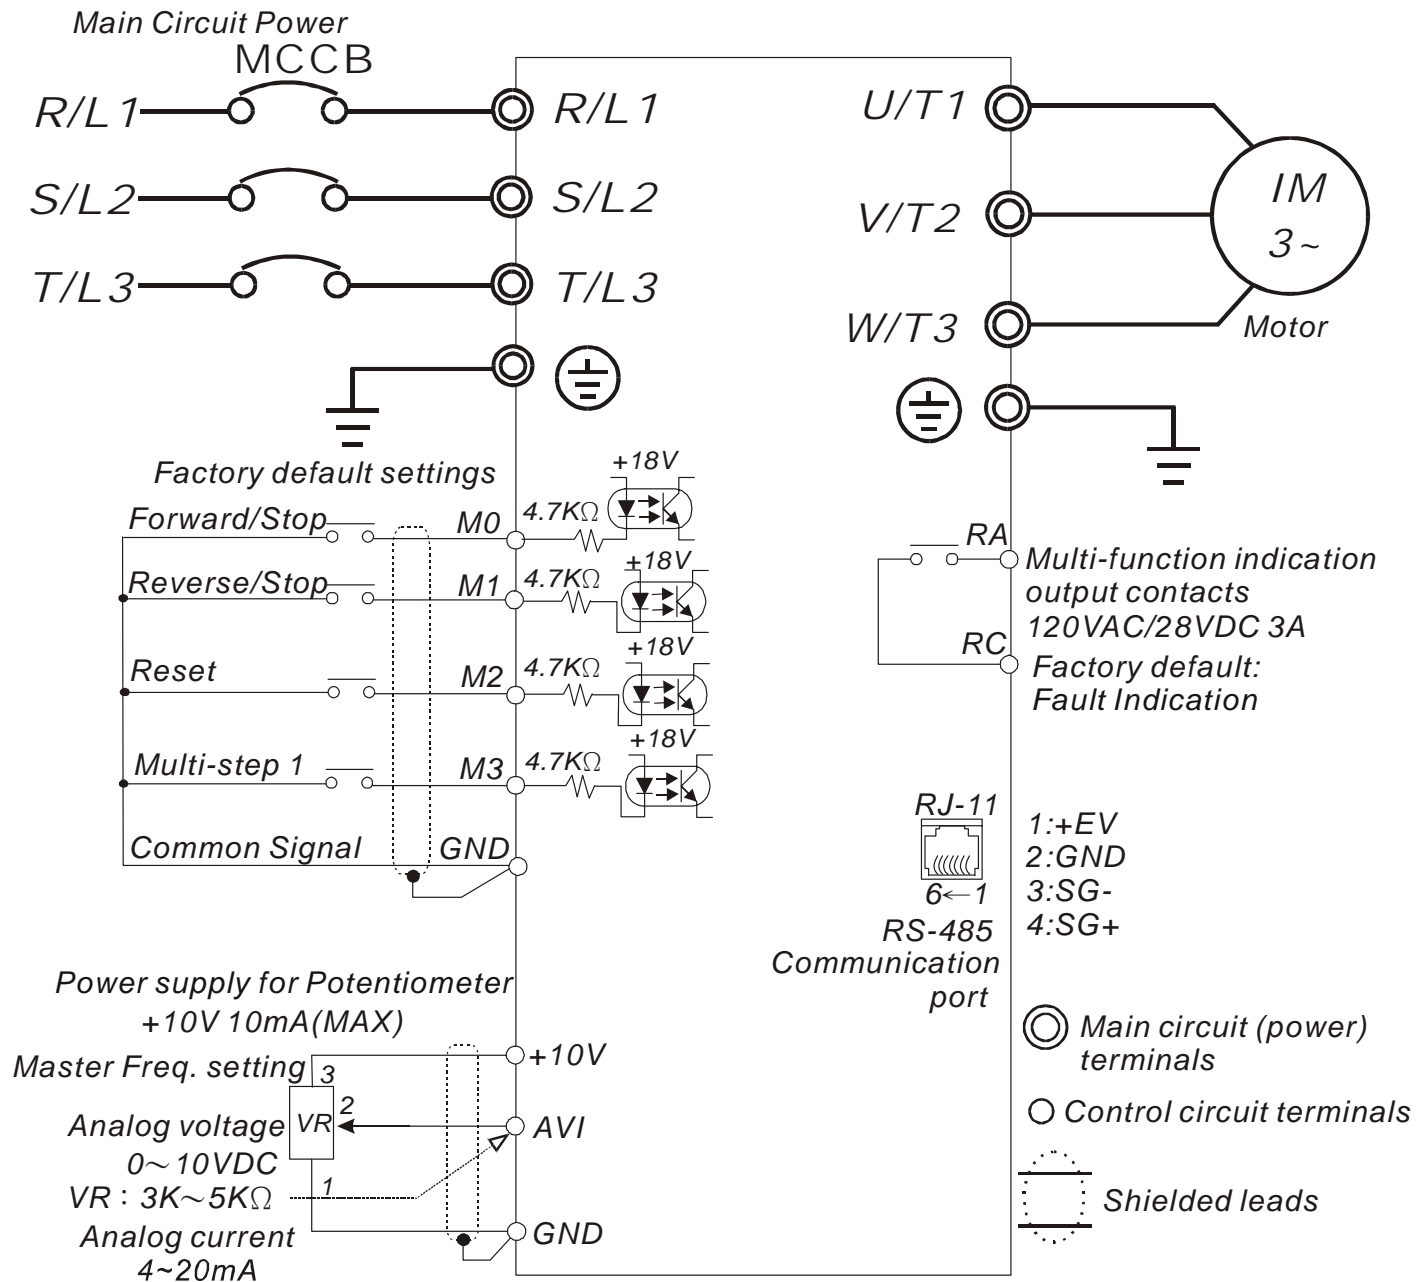 Main Circuit Power
MCCB
R/L1
R/L1
S/L2
S/L2
T/L3
T/L3
U/T1
V/T2
W/T3
IM
3~
Motor
Factory default settings
+18V
Forward/Stop
M0
4.7KΩ
+18V
Reverse/Stop
M1
4.7KΩ
+18V
Reset
M2
4.7KΩ
+18V
Multi-step 1
M3
4.7KΩ
Common Signal
GND
RA
Multi-function indication
output contacts
120VAC/28VDC 3A
RC
Factory default:
Fault Indication
RJ-11
6←1
RS-485
Communication
port
1:+EV
2:GND
3:SG-
4:SG+
Power supply for Potentiometer
+10V 10mA(MAX)
Master Freq. setting
3
+10V
2
VR
Analog voltage
0~10VDC
AVI
VR : 3K~5KΩ
1
Analog current
4~20mA
GND
Main circuit (power)
terminals
Control circuit terminals
Shielded leads